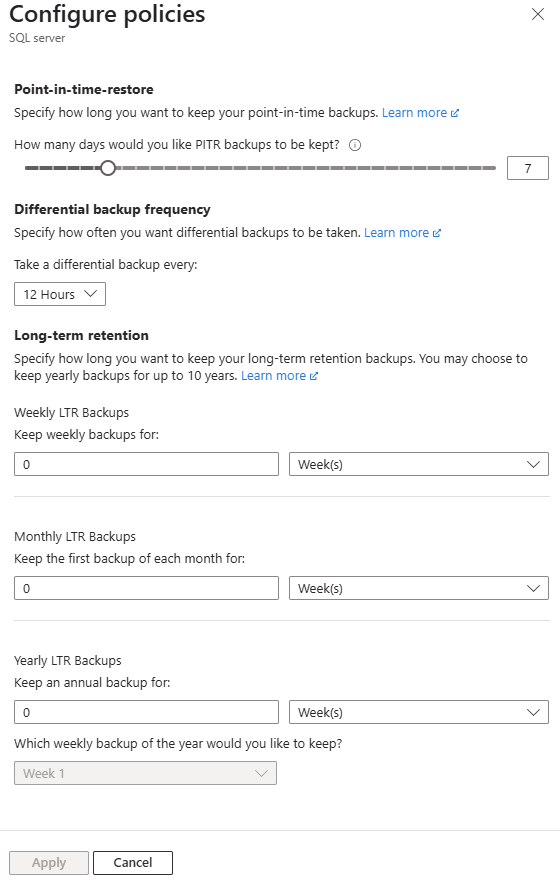 Configure policies
SQL server
Point-in-time-restore
Specify how long you want to keep your point-in-time backups. Learn more
How many days would you like PITR backups to be kept?
7
Differential backup frequency
Specify how often you want differential backups to be taken. Learn more
Take a differential backup every:
12 Hours
Long-term retention
Specify how long you want to keep your long-term retention backups. You may choose to
keep yearly backups for up to 10 years. Learn more
Weekly LTR Backups
Keep weekly backups for:
0 Week(s)
Monthly LTR Backups
Keep the first backup of each month for:
0 Week(s)
Yearly LTR Backups
Keep an annual backup for:
0 Week(s)
Which weekly backup of the year would you like to keep?
Week 1
Apply Cancel